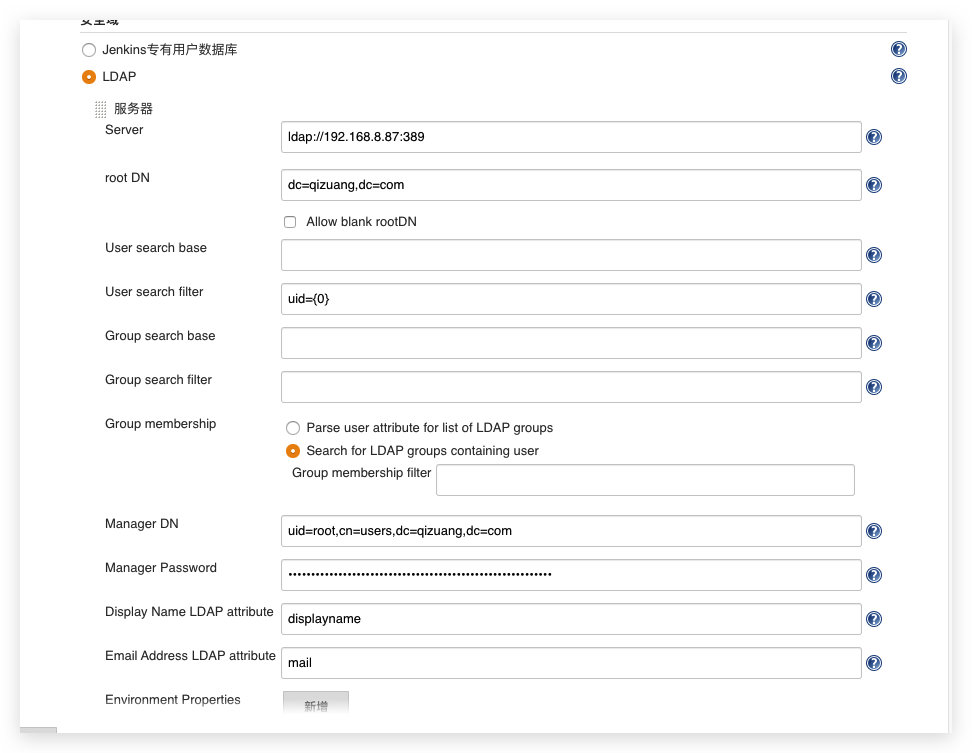 安全域
Jenkins专有用户数据库
LDAP
服务器
Server
ldap://192.168.8.87:389
root DN
dc=qizuang,dc=com
Allow blank rootDN
User search base
User search filter
uid={0}
Group search base
Group search filter
Group membership
Parse user attribute for list of LDAP groups
Search for LDAP groups containing user
Group membership filter
Manager DN
uid=root,cn=users,dc=qizuang,dc=com
Manager Password
Display Name LDAP attribute
displayname
Email Address LDAP attribute
mail
Environment Properties
新增